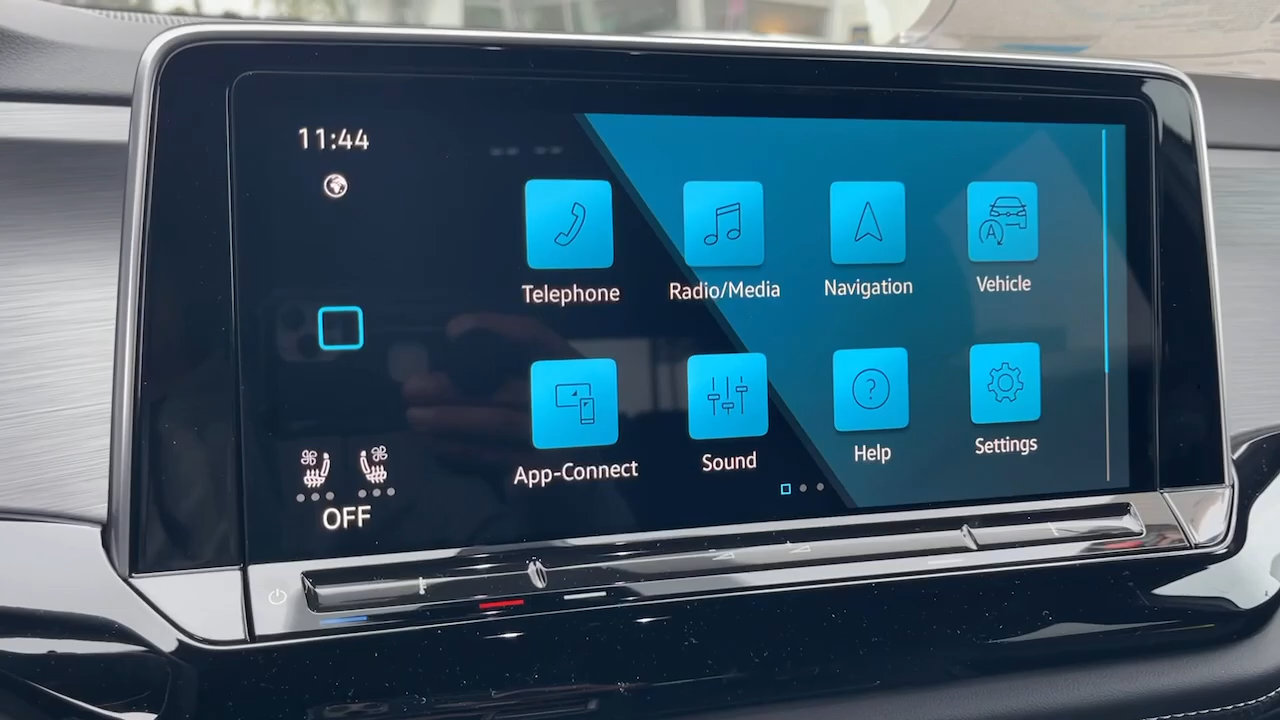 11:44
-- --
Telephone
Radio/Media
Navigation
Vehicle
A
App-Connect
Sound
?
Help
Settings
OFF